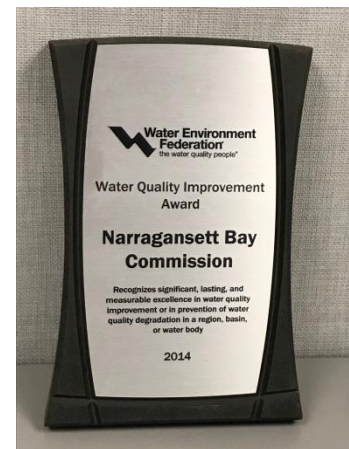 Water Environment
Federation
the water quality people®
Water Quality Improvement
Award
Narragansett Bay
Commission
Recognizes significant, lasting, and
measurable excellence in water quality
improvement or in prevention of water
quality degradation in a region, basin,
or water body
2014